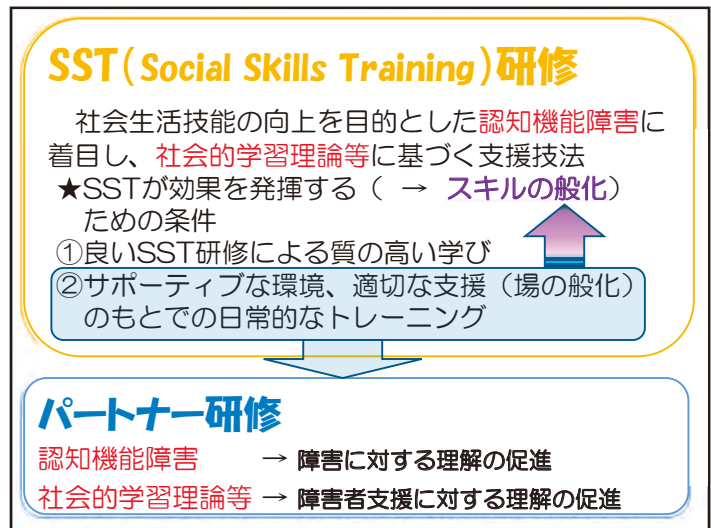 SST(Social Skills Training)研修
社会生活技能の向上を目的とした認知機能障害に
着目し、社会的学習理論等に基づく支援技法
★SSTが効果を発揮する( → スキルの般化)
ための条件
①良いSST研修による質の高い学び
②サポーティブな環境、適切な支援(場の般化)
のもとでの日常的なトレーニング
パートナー研修
認知機能障害 → 障害に対する理解の促進
社会的学習理論等 → 障害者支援に対する理解の促進